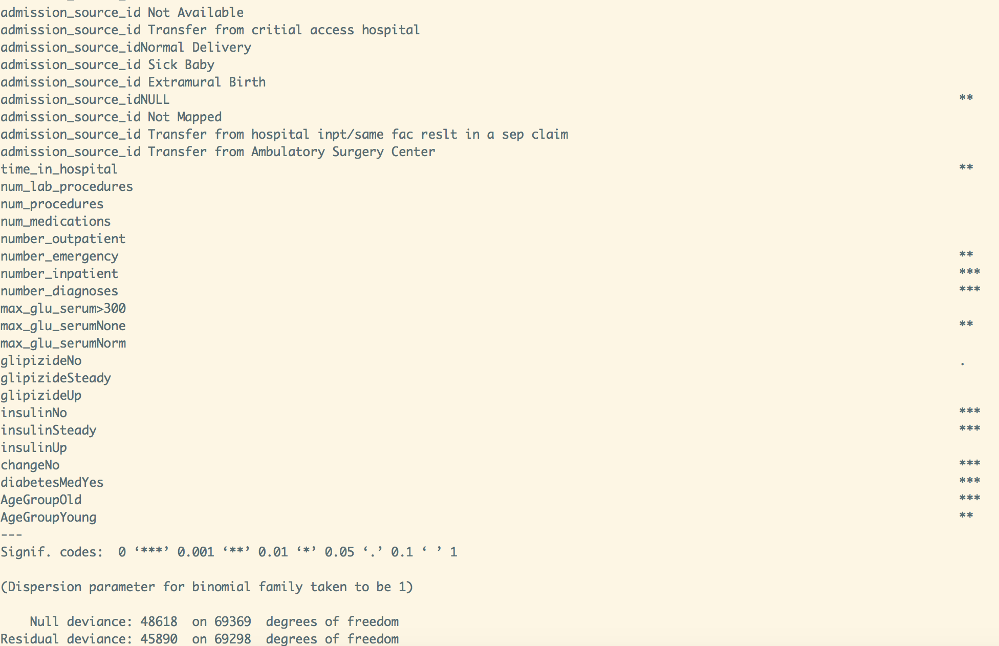 admission_source_id Not Available
admission_source_id Transfer from critial access hospital
admission_source_idNormal Delivery
admission_source_id Sick Baby
admission_source_id Extramural Birth
admission_source_idNULL **
admission_source_id Not Mapped
admission_source_id Transfer from hospital inpt/same fac reslt in a sep claim
admission_source_id Transfer from Ambulatory Surgery Center
time_in_hospital **
num_lab_procedures
num_procedures
num_medications
number_outpatient
number_emergency **
number_inpatient ***
number_diagnoses ***
max_glu_serum>300
max_glu_serumNone **
max_glu_serumNorm
glipizideNo .
glipizideSteady
glipizideUp
insulinNo ***
insulinSteady ***
insulinUp
changeNo ***
diabetesMedYes ***
AgeGroupOld ***
AgeGroupYoung **
---
Signif. codes:  0 ‘***’ 0.001 ‘**’ 0.01 ‘*’ 0.05 ‘.’ 0.1 ‘ ’ 1
(Dispersion parameter for binomial family taken to be 1)
Null deviance: 48618  on 69369  degrees of freedom
Residual deviance: 45890  on 69298  degrees of freedom